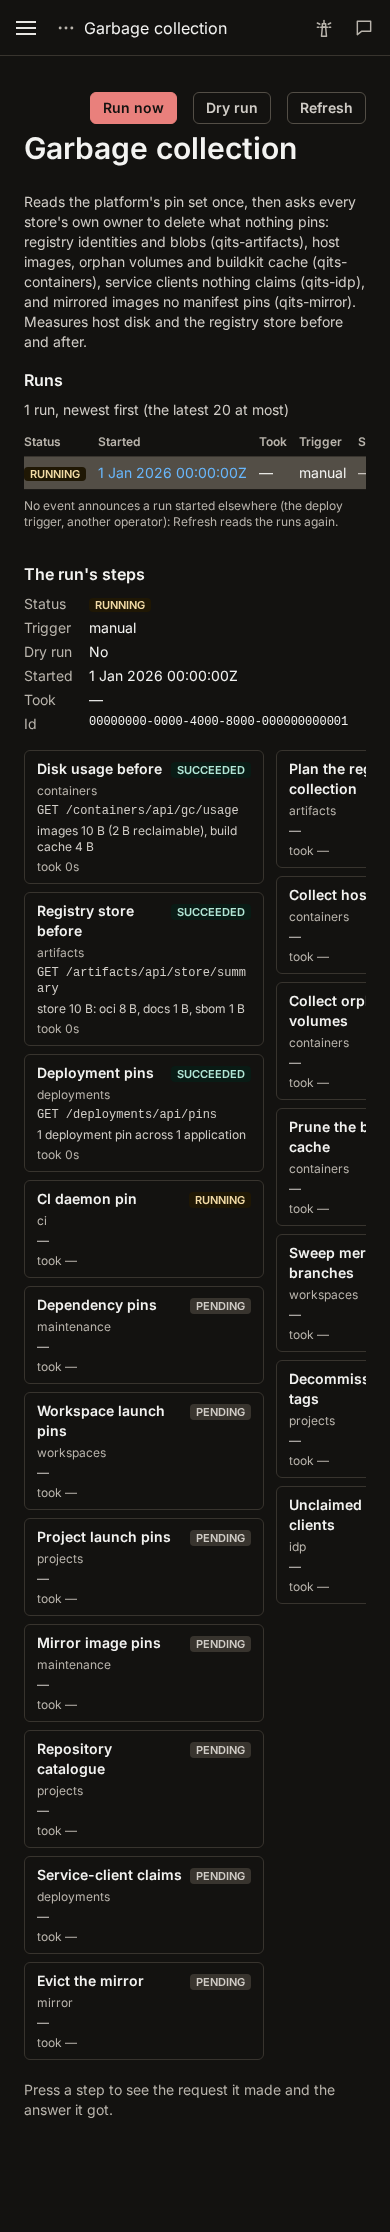 Garbage collection
Run now
Dry run
Refresh
Garbage collection
Reads the platform's pin set once, then asks every
store's own owner to delete what nothing pins:
registry identities and blobs (qits-artifacts), host
images, orphan volumes and buildkit cache (qits-
containers), service clients nothing claims (qits-idp),
and mirrored images no manifest pins (qits-mirror).
Measures host disk and the registry store before
and after.
Runs
1 run, newest first (the latest 20 at most)
Status Started Took Trigger S
RUNNING 1 Jan 2026 00:00:00Z — manual —
No event announces a run started elsewhere (the deploy
trigger, another operator): Refresh reads the runs again.
The run's steps
Status RUNNING
Trigger manual
Dry run No
Started 1 Jan 2026 00:00:00Z
Took —
Id 00000000-0000-4000-8000-000000000001
Disk usage before SUCCEEDED
containers
GET /containers/api/gc/usage
images 10 B (2 B reclaimable), build
cache 4 B
took 0s
Registry store
before
SUCCEEDED
artifacts
GET /artifacts/api/store/summ
ary
store 10 B: oci 8 B, docs 1 B, sbom 1 B
took 0s
Deployment pins SUCCEEDED
deployments
GET /deployments/api/pins
1 deployment pin across 1 application
took 0s
CI daemon pin RUNNING
ci
—
took —
Dependency pins PENDING
maintenance
—
took —
Workspace launch
pins
PENDING
workspaces
—
took —
Project launch pins PENDING
projects
—
took —
Mirror image pins PENDING
maintenance
—
took —
Repository
catalogue
PENDING
projects
—
took —
Service-client claims PENDING
deployments
—
took —
Evict the mirror PENDING
mirror
—
took —
Plan the
collection
artifacts
—
took —
Collect
containers
—
took —
Collect
volumes
containers
—
took —
Prune the
cache
containers
—
took —
Sweep
branches
workspaces
—
took —
tags
projects
—
took —
Unclaimed
clients
idp
—
took —
Press a step to see the request it made and the
answer it got.